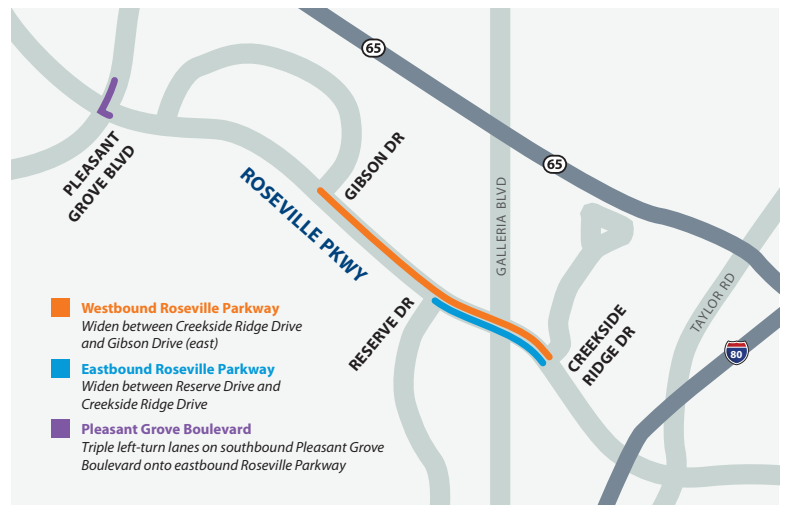 65
65
GIBSON DR
PLEASANT
GROVE BLVD
ROSEVILLE PKWY
GALLERIA BLVD
TAYLOR RD
RESERVE DR
CREEKSIDE
RIDGE DR
80
Westbound Roseville Parkway
Widen between Creekside Ridge Drive
and Gibson Drive (east)
Eastbound Roseville Parkway
Widen between Reserve Drive and
Creekside Ridge Drive
Pleasant Grove Boulevard
Triple left-turn lanes on southbound Pleasant Grove
Boulevard onto eastbound Roseville Parkway